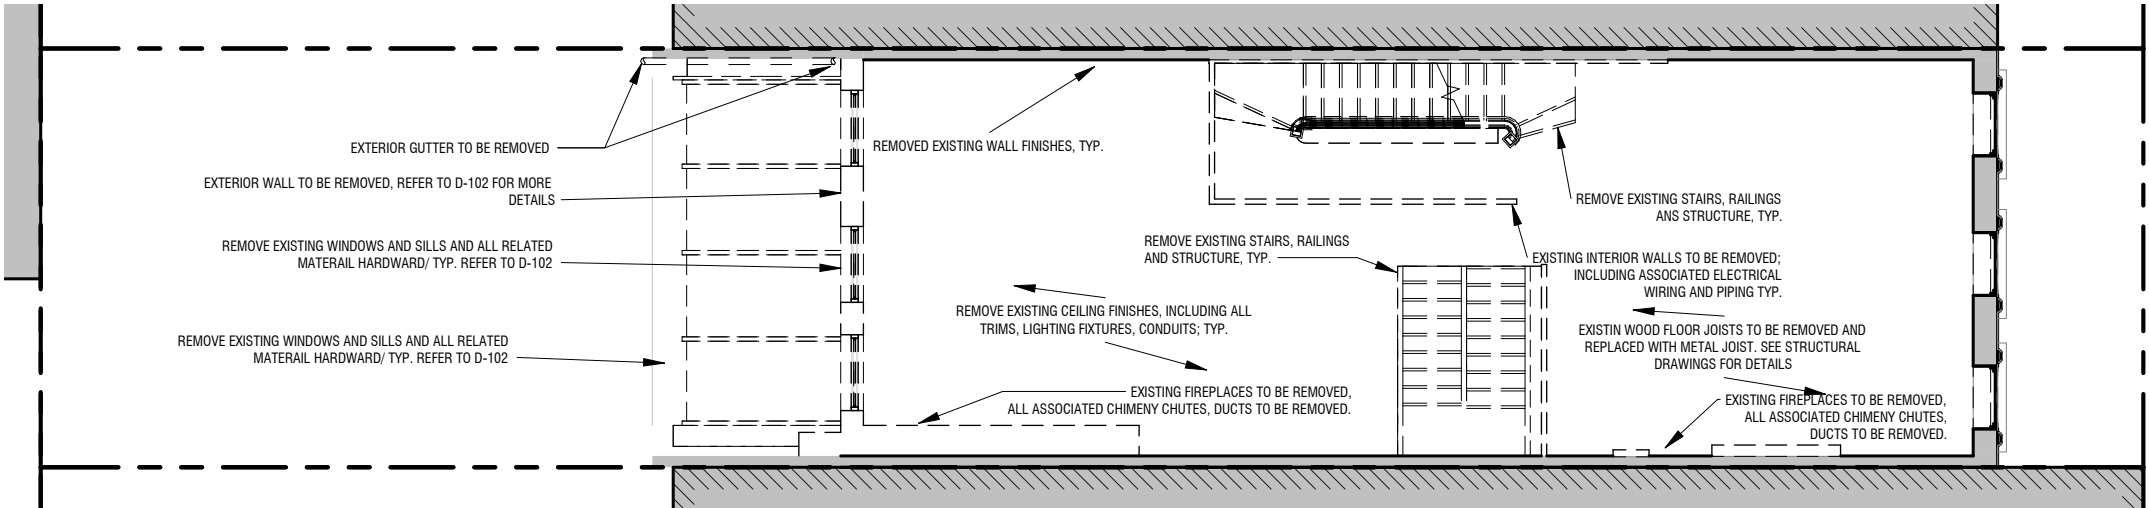 EXTERIOR GUTTER TO BE REMOVED
EXTERIOR WALL TO BE REMOVED, REFER TO D-102 FOR MORE
DETAILS
REMOVE EXISTING WINDOWS AND SILLS AND ALL RELATED
MATERAIL HARDWARD/ TYP. REFER TO D-102
REMOVE EXISTING WINDOWS AND SILLS AND ALL RELATED
MATERAIL HARDWARD/ TYP. REFER TO D-102
REMOVED EXISTING WALL FINISHES, TYP.
REMOVE EXISTING STAIRS, RAILINGS
AND STRUCTURE, TYP.
REMOVE EXISTING CEILING FINISHES, INCLUDING ALL
TRIMS, LIGHTING FIXTURES, CONDUITS; TYP.
EXISTING FIREPLACES TO BE REMOVED,
ALL ASSOCIATED CHIMENY CHUTES, DUCTS TO BE REMOVED.
REMOVE EXISTING STAIRS, RAILINGS
ANS STRUCTURE, TYP.
EXISTING INTERIOR WALLS TO BE REMOVED;
INCLUDING ASSOCIATED ELECTRICAL
WIRING AND PIPING TYP.
EXISTIN WOOD FLOOR JOISTS TO BE REMOVED AND
REPLACED WITH METAL JOIST. SEE STRUCTURAL
DRAWINGS FOR DETAILS
EXISTING FIREPLACES TO BE REMOVED,
ALL ASSOCIATED CHIMENY CHUTES,
DUCTS TO BE REMOVED.